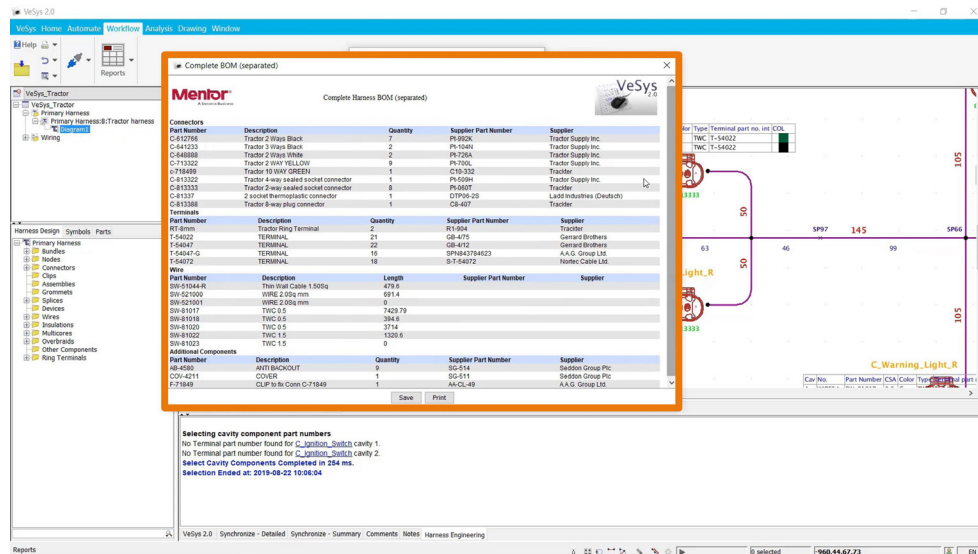 VeSys 2.0
VeSys Home Automate Workflow Analysis Drawing Window
Help
Reports
VeSys_Tractor
VeSys_Tractor
Primary Harness
Primary Harness:8:Tractor harness
Diagram1
Wiring
Harness Design Symbols Parts
Primary Harness
Bundles
Nodes
Connectors
Clips
Assemblies
Grommets
Splices
Devices
Wires
Insulations
Multicores
Overbraids
Other Components
Ring Terminals
Complete BOM (separated)
Mentor
A Siemens Business
Complete Harness BOM (separated)
VeSys 2.0
Connectors
Part Number Description Quantity Supplier Part Number Supplier
C-612766 Tractor 2 Ways Black 7 Pt-992K Tractor Supply Inc.
C-641233 Tractor 3 Ways Black 2 Pt-104N Tractor Supply Inc.
C-648888 Tractor 2 Ways White 2 Pt-726A Tractor Supply Inc.
C-713322 Tractor 2 WAY YELLOW 9 Pt-700L Tractor Supply Inc.
c-718499 Tractor 10 WAY GREEN 1 C10-332 Trackter
C-813322 Tractor 4-way sealed socket connector 1 Pt-509H Tractor Supply Inc.
C-813333 Tractor 2-way sealed socket connector 8 Pt-060T Trackter
C-81337 2 socket thermoplastic connector 1 DTP06-2S Ladd Industries (Deutsch)
C-813388 Tractor 8-way plug connector 1 C8-407 Trackter
Terminals
Part Number Description Quantity Supplier Part Number Supplier
RT-8mm Tractor Ring Terminal 2 R1-904 Trackter
T-54022 TERMINAL 21 GB-4/75 Gerrard Brothers
T-54047 TERMINAL 22 GB-4/12 Gerrard Brothers
T-54047-G TERMINAL 16 SPN843784623 A.A.G. Group Ltd.
T-54072 TERMINAL 18 S-T-54072 Nortec Cable Ltd.
Wire
Part Number Description Length Supplier Part Number Supplier
SW-51044-R Thin Wall Cable 1.50Sq 479.6
SW-521000 WIRE 2.0Sq mm 691.4
SW-521001 WIRE 2.0Sq mm 0
SW-81017 TWC 0.5 7429.79
SW-81018 TWC 0.5 394.6
SW-81020 TWC 0.5 3714
SW-81022 TWC 1.5 1320.6
SW-81023 TWC 1.5 0
Additional Components
Part Number Description Quantity Supplier Part Number Supplier
AB-4580 ANTI BACKOUT 9 SG-514 Seddon Group Plc
COV-4211 COVER 1 SG-511 Seddon Group Plc
F-71849 CLIP to fix Conn C-71849 1 AA-CL-49 A.A.G. Group Ltd.
Save Print
Type Terminal part no. int COL
TWC T-54022
TWC T-54022
3333
50
SP97 145 SP66
63 46 99
105
Light_R
50
3333
105
C_Warning_Light_R
Cav No. Part Number CSA Color
Selecting cavity component part numbers
No Terminal part number found for C_Ignition_Switch cavity 1.
No Terminal part number found for C_Ignition_Switch cavity 2.
Select Cavity Components Completed in 254 ms.
Selection Ended at: 2019-08-22 10:06:04
VeSys 2.0 Synchronize - Detailed Synchronize - Summary Comments Notes Harness Engineering
Reports
0 selected
-960.44,67.73
EN